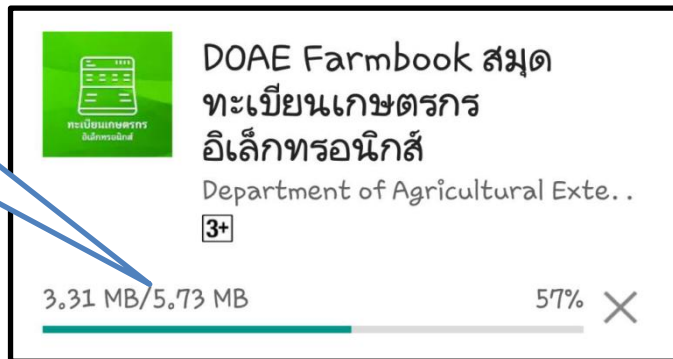 DOAE Farmbook สมุด
ทะเบียนเกษตรกร
อิเล็กทรอนิกส์
ทะเบียนเกษตรกร
อิเล็กทรอนิกส์
Department of Agricultural Exte..
3+
3.31 MB/5.73 MB
57%